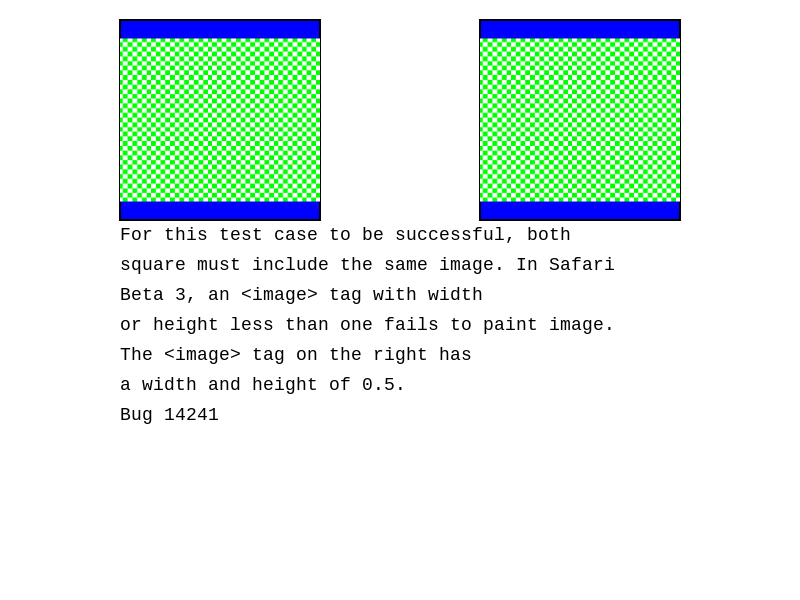 For this test case to be successful, both
square must include the same image. In Safari
Beta 3, an <image> tag with width
or height less than one fails to paint image.
The <image> tag on the right has
a width and height of 0.5.
Bug 14241